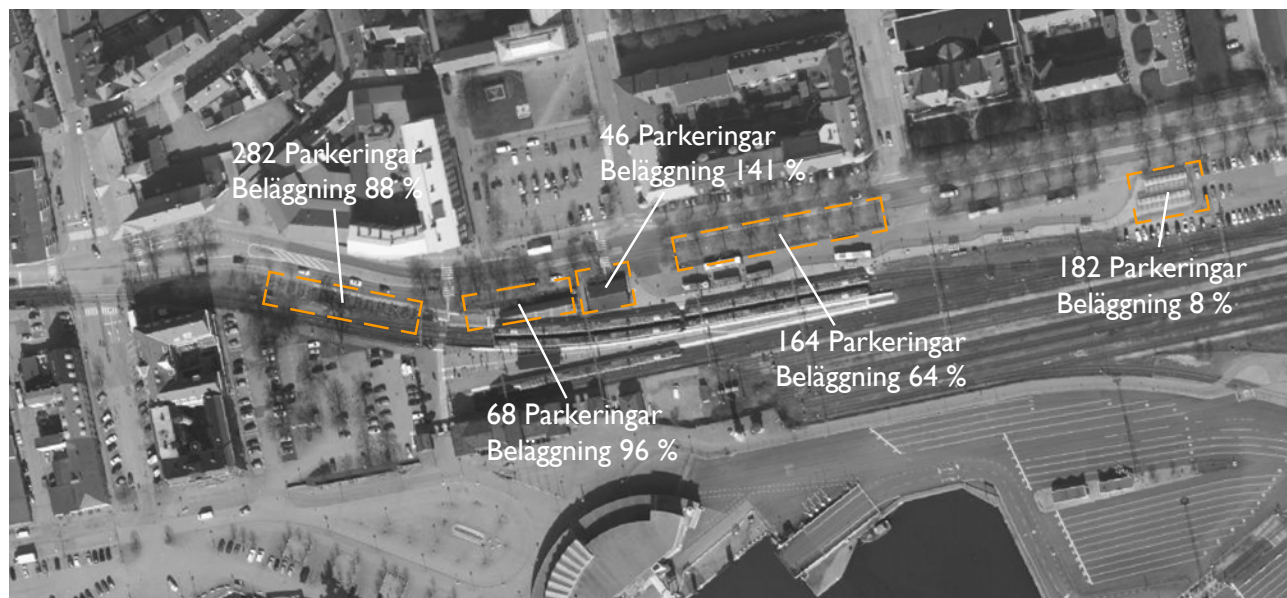 282 Parkeringar
Beläggning 88 %
46 Parkeringar
Beläggning 141 %
68 Parkeringar
Beläggning 96 %
164 Parkeringar
Beläggning 64 %
182 Parkeringar
Beläggning 8 %